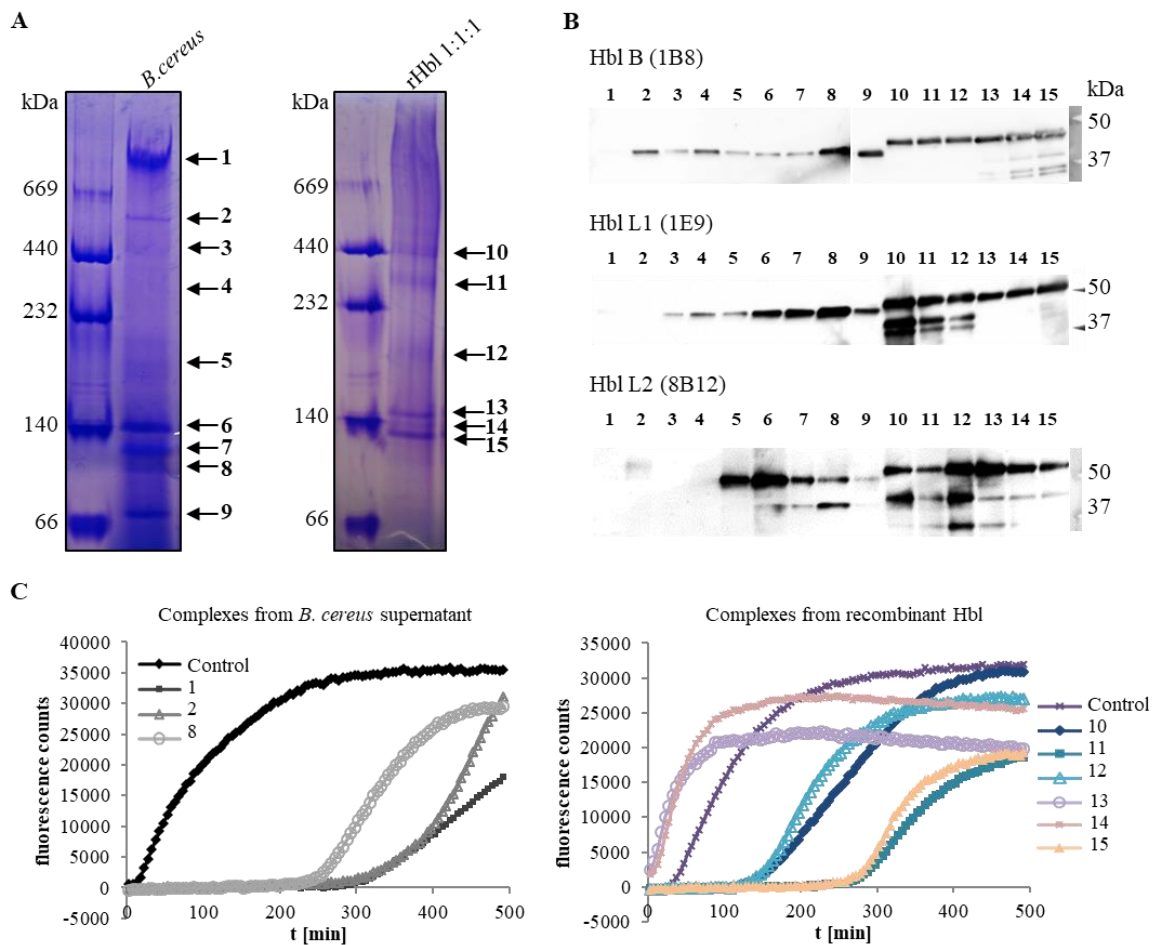 A
B
B.cereus
rHbl 1:1:1
kDa
669
440
232
140
66
1
2
3
4
5
6
7
8
9
kDa
669
440
232
140
66
10
11
12
13
14
15
Hbl B (1B8)
1 2 3 4 5 6 7 8 9 10 11 12 13 14 15 kDa
50
37
Hbl L1 (1E9)
1 2 3 4 5 6 7 8 9 10 11 12 13 14 15
50
37
Hbl L2 (8B12)
1 2 3 4 5 6 7 8 9 10 11 12 13 14 15
50
37
C
Complexes from B. cereus supernatant
fluorescence counts
40000
35000
30000
25000
20000
15000
10000
5000
0
-5000
0 100 200 300 400 500
t [min]
Control
1
2
8
Complexes from recombinant Hbl
fluorescence counts
35000
30000
25000
20000
15000
10000
5000
0
-5000
0 100 200 300 400 500
t [min]
Control
10
11
12
13
14
15